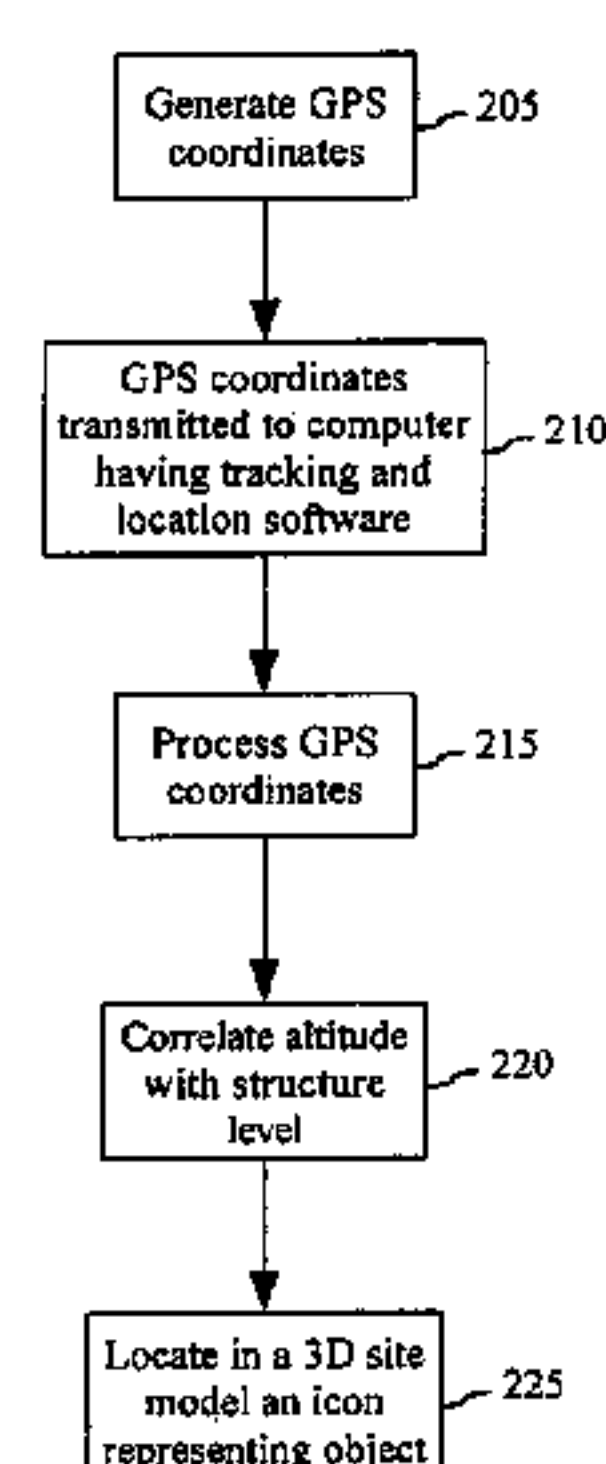 Generate GPS
coordinates
205
GPS coordinates
transmitted to computer
having tracking and
location software
210
Process GPS
coordinates
215
Correlate altitude
with structure
level
220
Locate in a 3D site
model an icon
representing object
225